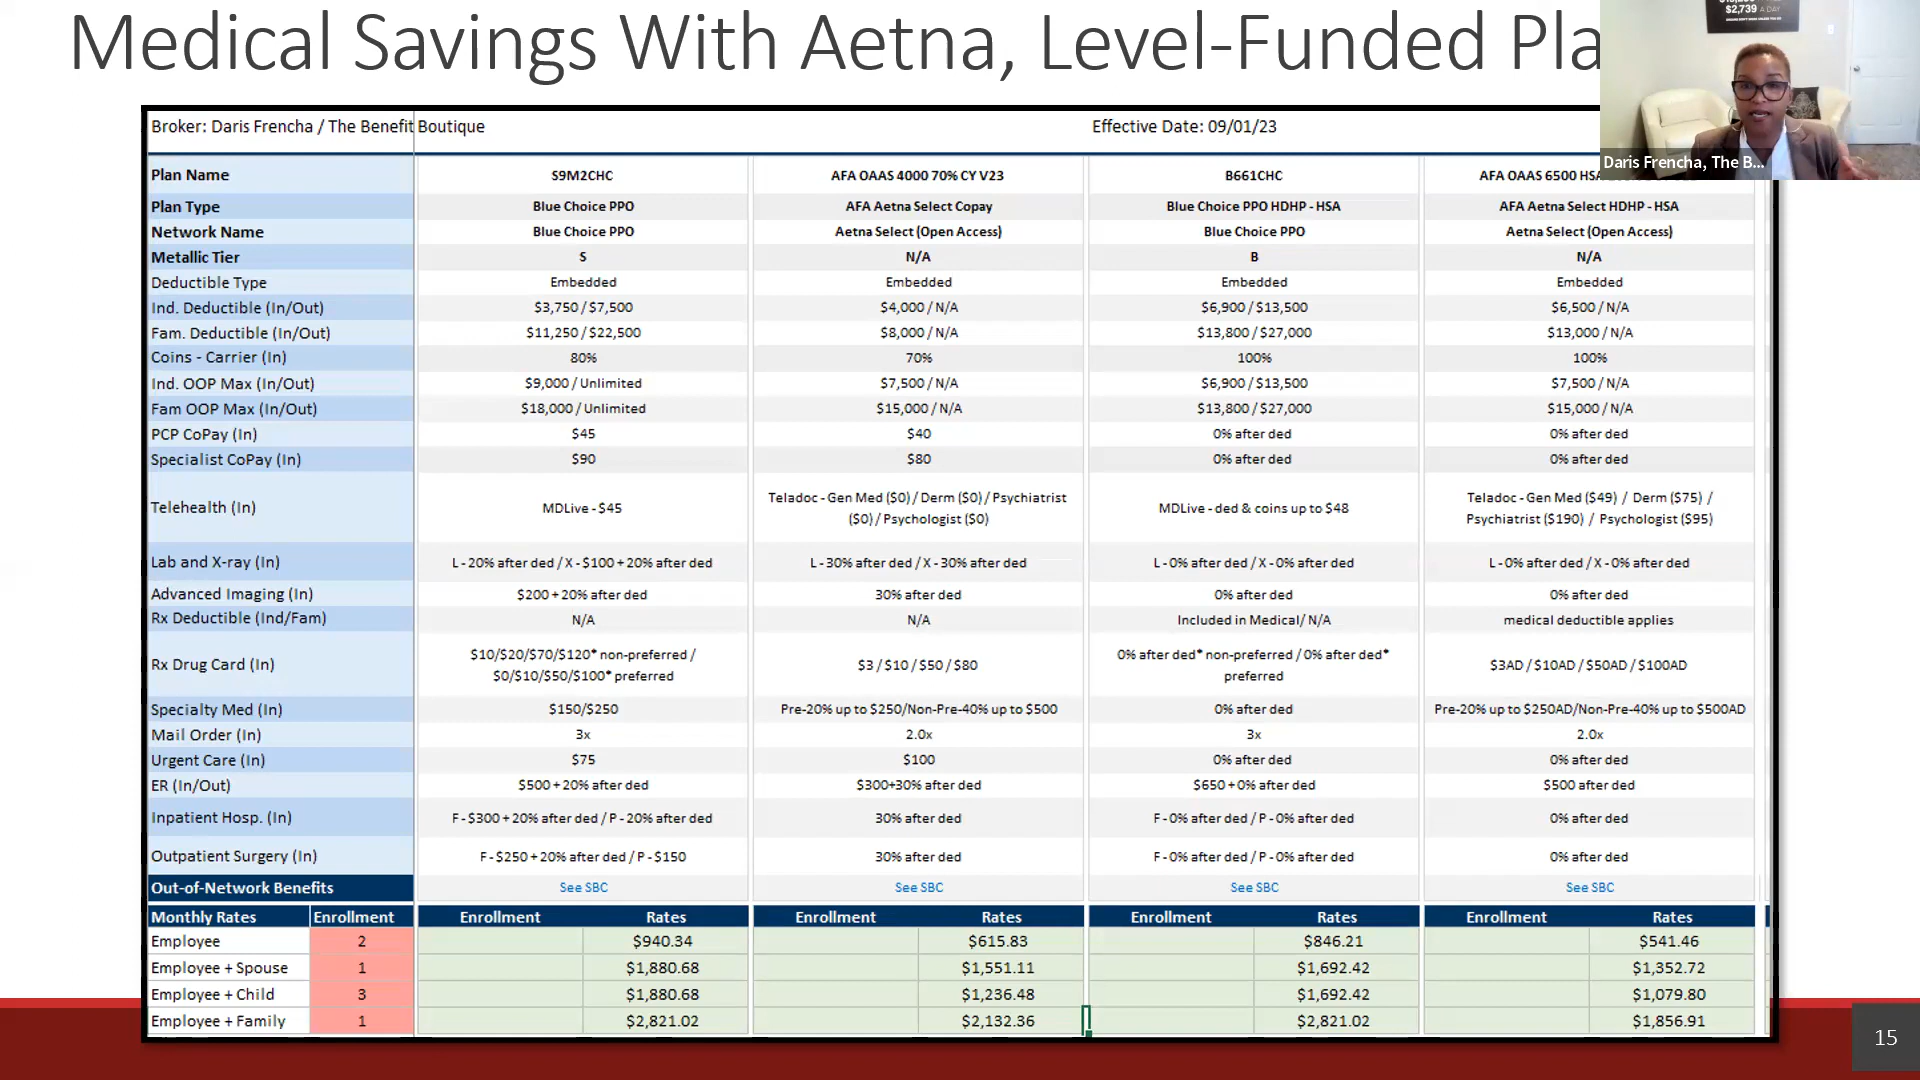 Medical Savings With Aetna, Level-Funded Pla
$2,739 A DAY
Daris Frencha, The B...
Broker: Daris Frencha / The Benefit Boutique Effective Date: 09/01/23
Plan Name S9M2CHC AFA OAAS 4000 70% CY V23 B661CHC AFA OAAS 6500 HSA
Plan Type Blue Choice PPO AFA Aetna Select Copay Blue Choice PPO HDHP - HSA AFA Aetna Select HDHP - HSA
Network Name Blue Choice PPO Aetna Select (Open Access) Blue Choice PPO Aetna Select (Open Access)
Metallic Tier S N/A B N/A
Deductible Type Embedded Embedded Embedded Embedded
Ind. Deductible (In/Out) $3,750 / $7,500 $4,000 / N/A $6,900 / $13,500 $6,500 / N/A
Fam. Deductible (In/Out) $11,250 / $22,500 $8,000 / N/A $13,800 / $27,000 $13,000 / N/A
Coins - Carrier (In) 80% 70% 100% 100%
Ind. OOP Max (In/Out) $9,000 / Unlimited $7,500 / N/A $6,900 / $13,500 $7,500 / N/A
Fam OOP Max (In/Out) $18,000 / Unlimited $15,000 / N/A $13,800 / $27,000 $15,000 / N/A
PCP CoPay (In) $45 $40 0% after ded 0% after ded
Specialist CoPay (In) $90 $80 0% after ded 0% after ded
Telehealth (In) MDLive - $45 Teladoc - Gen Med ($0) / Derm ($0) / Psychiatrist ($0) / Psychologist ($0) MDLive - ded & coins up to $48 Teladoc - Gen Med ($49) / Derm ($75) / Psychiatrist ($190) / Psychologist ($95)
Lab and X-ray (In) L - 20% after ded / X - $100 + 20% after ded L - 30% after ded / X - 30% after ded L - 0% after ded / X - 0% after ded L - 0% after ded / X - 0% after ded
Advanced Imaging (In) $200 + 20% after ded 30% after ded 0% after ded 0% after ded
Rx Deductible (Ind/Fam) N/A N/A Included in Medical/ N/A medical deductible applies
Rx Drug Card (In) $10/$20/$70/$120* non-preferred / $0/$10/$50/$100* preferred $3 / $10 / $50 / $80 0% after ded* non-preferred / 0% after ded* preferred $3AD / $10AD / $50AD / $100AD
Specialty Med (In) $150/$250 Pre-20% up to $250/Non-Pre-40% up to $500 0% after ded Pre-20% up to $250AD/Non-Pre-40% up to $500AD
Mail Order (In) 3x 2.0x 3x 2.0x
Urgent Care (In) $75 $100 0% after ded 0% after ded
ER (In/Out) $500 + 20% after ded $300+30% after ded $650 + 0% after ded $500 after ded
Inpatient Hosp. (In) F - $300 + 20% after ded / P - 20% after ded 30% after ded F - 0% after ded / P - 0% after ded 0% after ded
Outpatient Surgery (In) F - $250 + 20% after ded / P - $150 30% after ded F - 0% after ded / P - 0% after ded 0% after ded
Out-of-Network Benefits See SBC See SBC See SBC See SBC
Monthly Rates Enrollment Enrollment Rates Enrollment Rates Enrollment Rates Enrollment Rates
Employee 2 $940.34 $615.83 $846.21 $541.46
Employee + Spouse 1 $1,880.68 $1,551.11 $1,692.42 $1,352.72
Employee + Child 3 $1,880.68 $1,236.48 $1,692.42 $1,079.80
Employee + Family 1 $2,821.02 $2,132.36 $2,821.02 $1,856.91
15